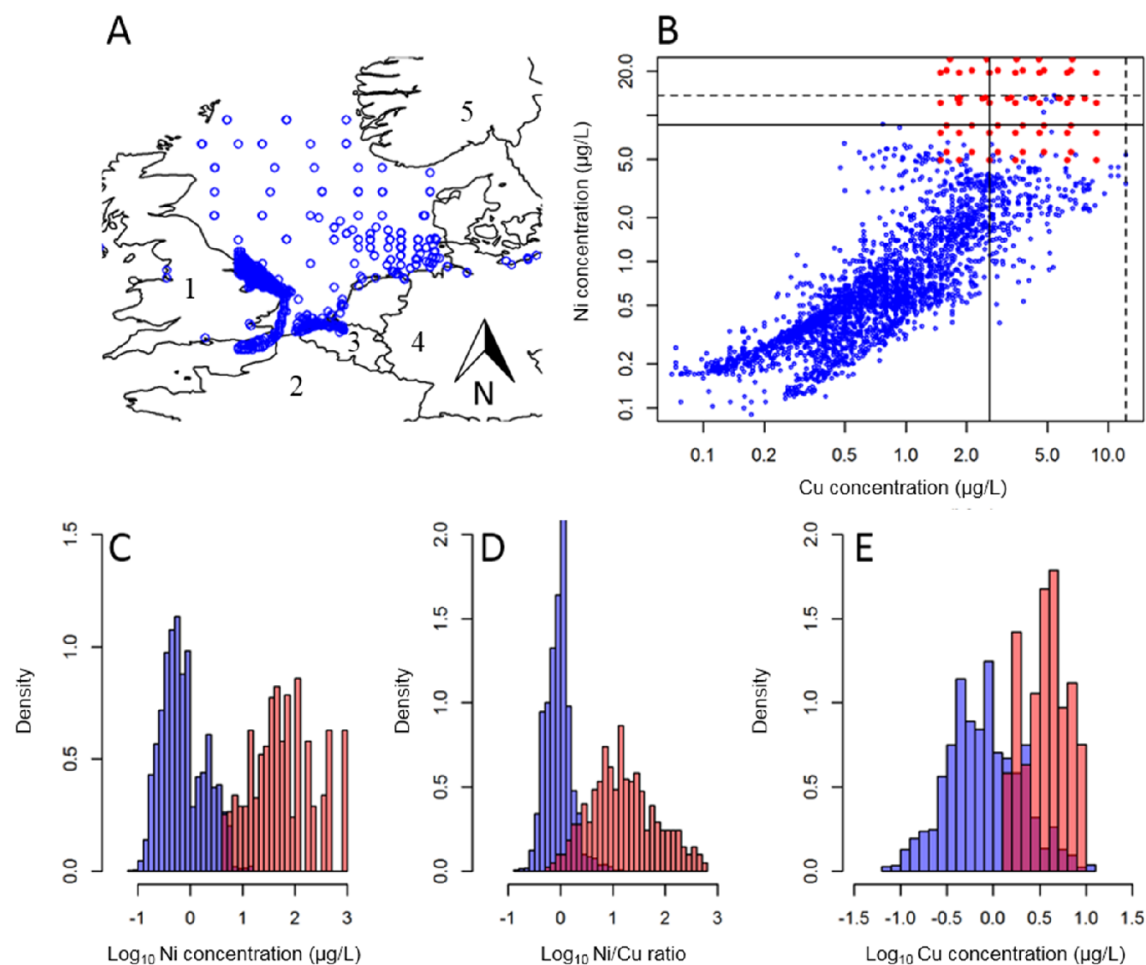 A
1
2
3
4
5
N
B
Ni concentration (µg/L)
20.0
5.0
2.0
1.0
0.5
0.2
0.1
0.1 0.2 0.5 1.0 2.0 5.0 10.0
Cu concentration (µg/L)
C
Density
1.5
1.0
0.5
0.0
-1 0 1 2 3
Log10 Ni concentration (µg/L)
D
Density
2.0
1.5
1.0
0.5
0.0
-1 0 1 2 3
Log10 Ni/Cu ratio
E
Density
2.0
1.5
1.0
0.5
0.0
-1.5 -1.0 -0.5 0.0 0.5 1.0 1.5
Log10 Cu concentration (µg/L)